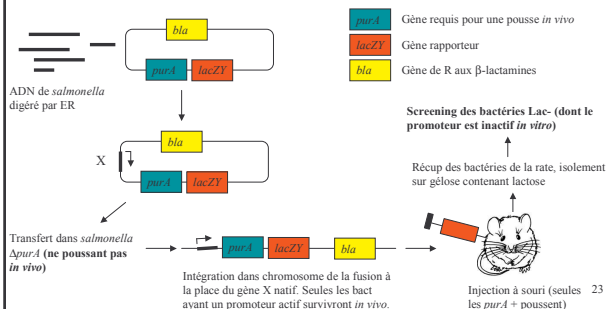 bla
purA lacZY
ADN de salmonella
digéré par ER
Gène requis pour une pousse in vivo
purA
Gène rapporteur
lacZY
Gène de R aux β-lactamines
bla
bla
X
purA lacZY
Transfert dans salmonella
ΔpurA (ne poussant pas
in vivo)
purA lacZY bla
Intégration dans chromosome de la fusion à
la place du gène X natif. Seules les bact
ayant un promoteur actif survivront in vivo.
Screening des bactéries Lac- (dont le
promoteur est inactif in vitro)
Récup des bactéries de la rate, isolement
sur gélose contenant lactose
Injection à souri (seules
les purA + poussent)
23